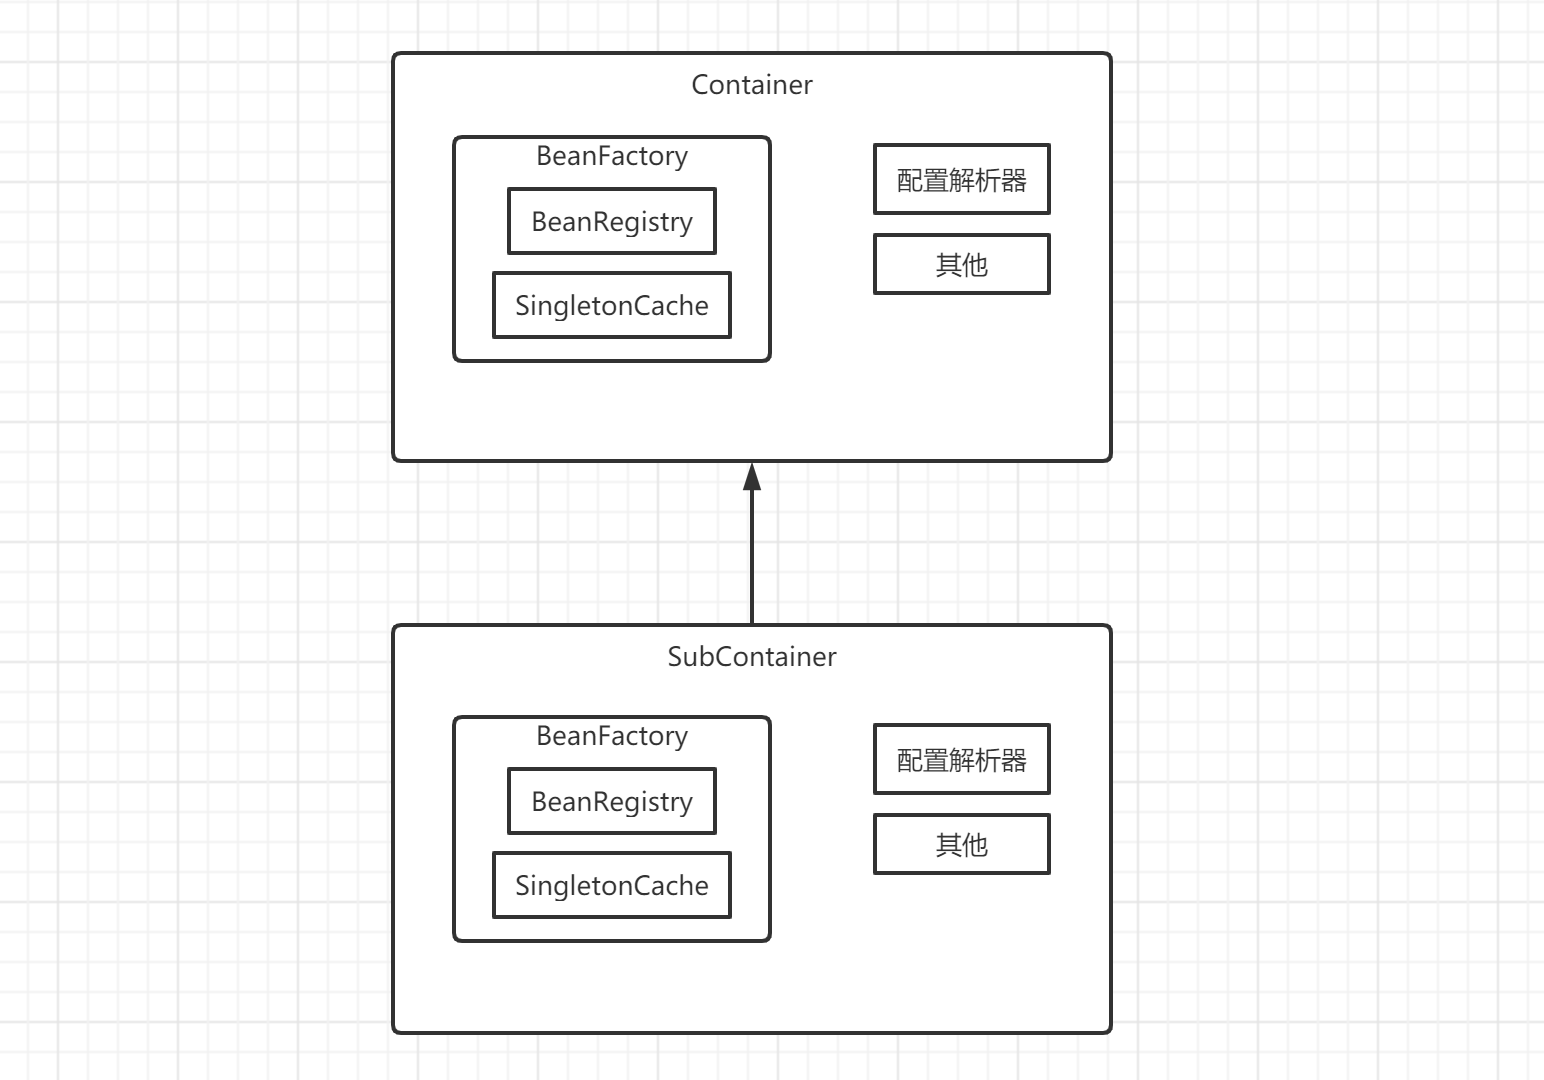 Container
BeanFactory
BeanRegistry
SingletonCache
配置解析器
其他
SubContainer
BeanFactory
BeanRegistry
SingletonCache
配置解析器
其他